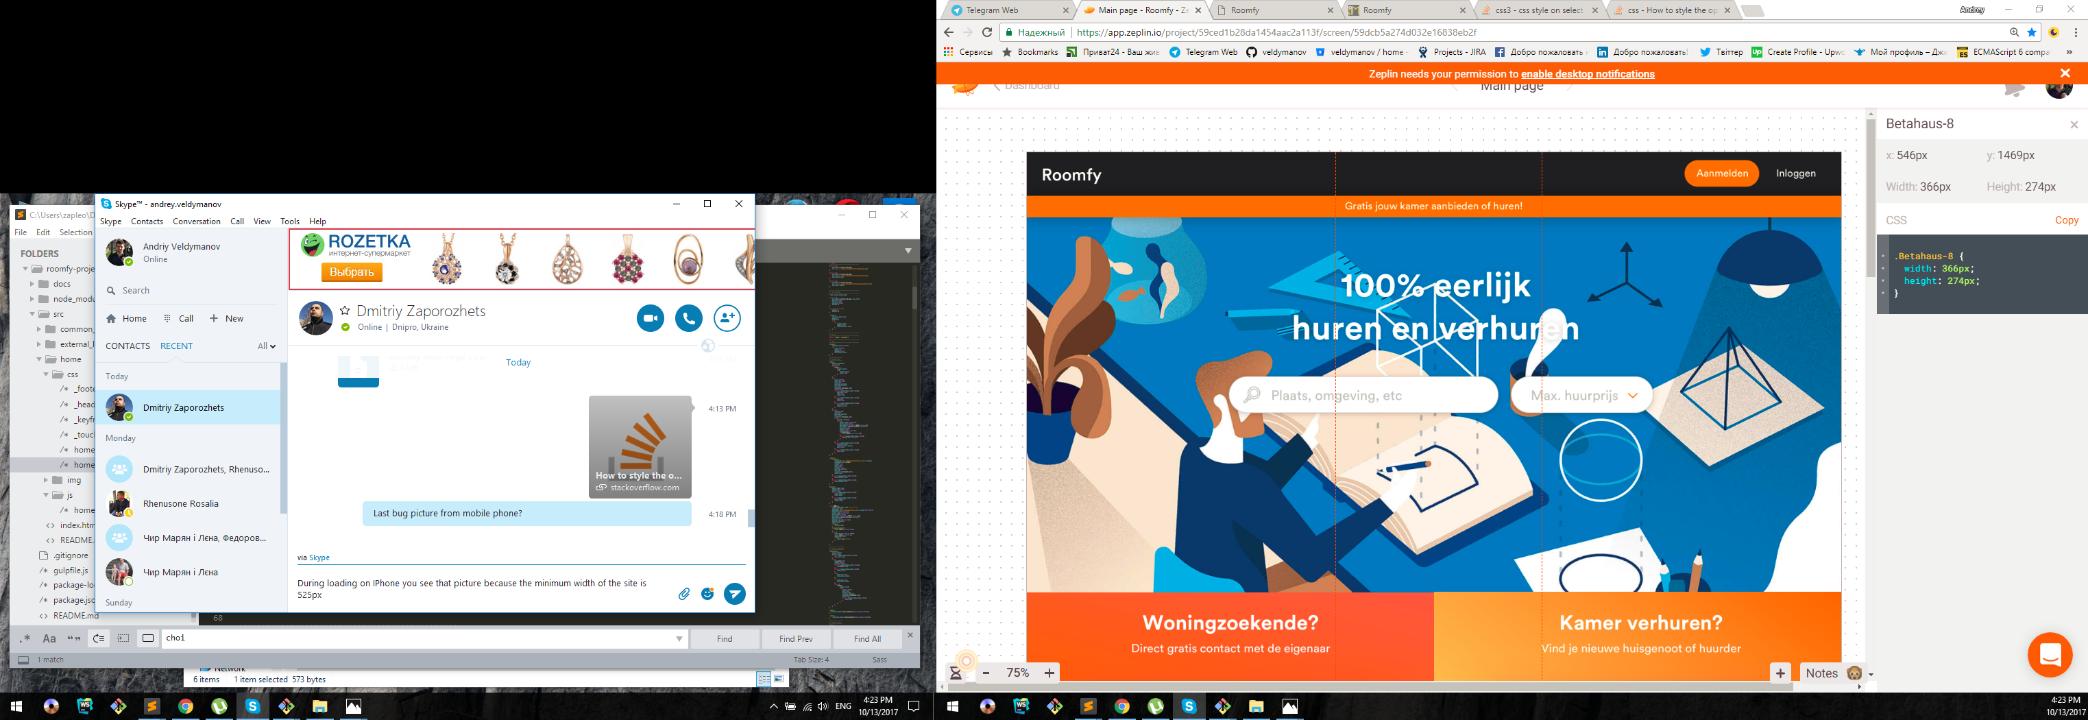 C:\Users\zapleo\D
File Edit Selection
FOLDERS
roomfy-proje
docs
node_modu
src
common_
external_l
home
css
_foote
_head
_keyfr
_touc
home
home
img
js
home
index.htm
README.
.gitignore
gulpfile.js
package-lo
package.jso
README.md
68
Skype™ - andrey.veldymanov
Skype Contacts Conversation Call View Tools Help
Andriy Veldymanov
Online
Search
Home Call New
CONTACTS RECENT All
Today
Dmitriy Zaporozhets
Monday
Dmitriy Zaporozhets, Rhenuso...
Rhenusone Rosalia
Чир Марян і Лєна, Федоров...
Чир Марян і Лєна
Sunday
ROZETKA
интернет-супермаркет
Выбрать
Dmitriy Zaporozhets
Online | Dnipro, Ukraine
Today
4:13 PM
How to style the o...
stackoverflow.com
Last bug picture from mobile phone?
4:18 PM
via Skype
During loading on IPhone you see that picture because the minimum width of the site is
525px
.* Aa “” choi Find Find Prev Find All
1 match Tab Size: 4 Sass
Network
6 items 1 item selected 573 bytes
ENG 4:23 PM
10/13/2017
Telegram Web Main page - Roomfy - Ze Roomfy Roomfy css3 - css style on select css - How to style the op Andrey
Надежный https://app.zeplin.io/project/59ced1b28da1454aac2a113f/screen/59dcb5a274d032e16838eb2f
Сервисы Bookmarks Приват24 - Ваш жиз Telegram Web veldymanov veldymanov / home Projects - JIRA Добро пожаловать Добро пожаловать! Твіттер Create Profile - Upwo Мой профиль – Джи ECMAScript 6 compa »
Zeplin needs your permission to enable desktop notifications
Dashboard Main page
Roomfy Aanmelden Inloggen
Gratis jouw kamer aanbieden of huren!
100% eerlijk
huren en verhuren
Plaats, omgeving, etc Max. huurprijs
Woningzoekende?
Direct gratis contact met de eigenaar
Kamer verhuren?
Vind je nieuwe huisgenoot of huurder
75% Notes
Betahaus-8
x: 546px y: 1469px
Width: 366px Height: 274px
CSS Copy
.Betahaus-8 {
width: 366px;
height: 274px;
}
4:23 PM
10/13/2017